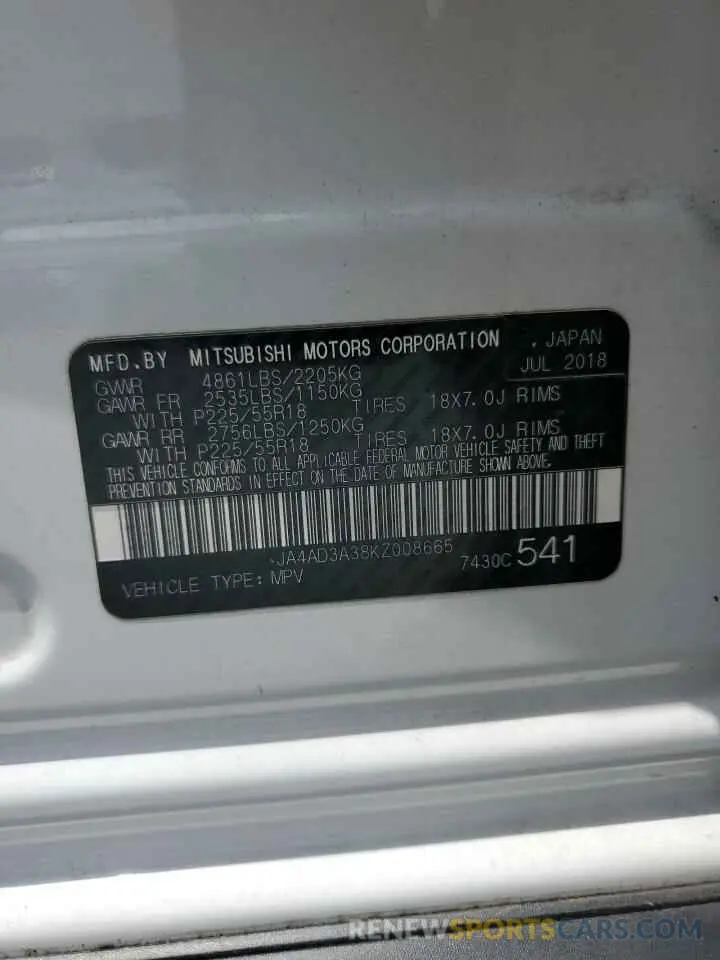 MFD.BY MITSUBISHI MOTORS CORPORATION . JAPAN
JUL 2018
GVWR 4861LBS/2205KG
GAWR FR 2535LBS/1150KG
WITH P225/55R18 TIRES 18X7.0J RIMS
GAWR RR 2756LBS/1250KG
WITH P225/55R18 TIRES 18X7.0J RIMS
THIS VEHICLE CONFORMS TO ALL APPLICABLE FEDERAL MOTOR VEHICLE SAFETY AND THEFT
PREVENTION STANDARDS IN EFFECT ON THE DATE OF MANUFACTURE SHOWN ABOVE.
JA4AD3A38KZ008665
7430C 541
VEHICLE TYPE: MPV
RENEWSPORTSCARS.COM